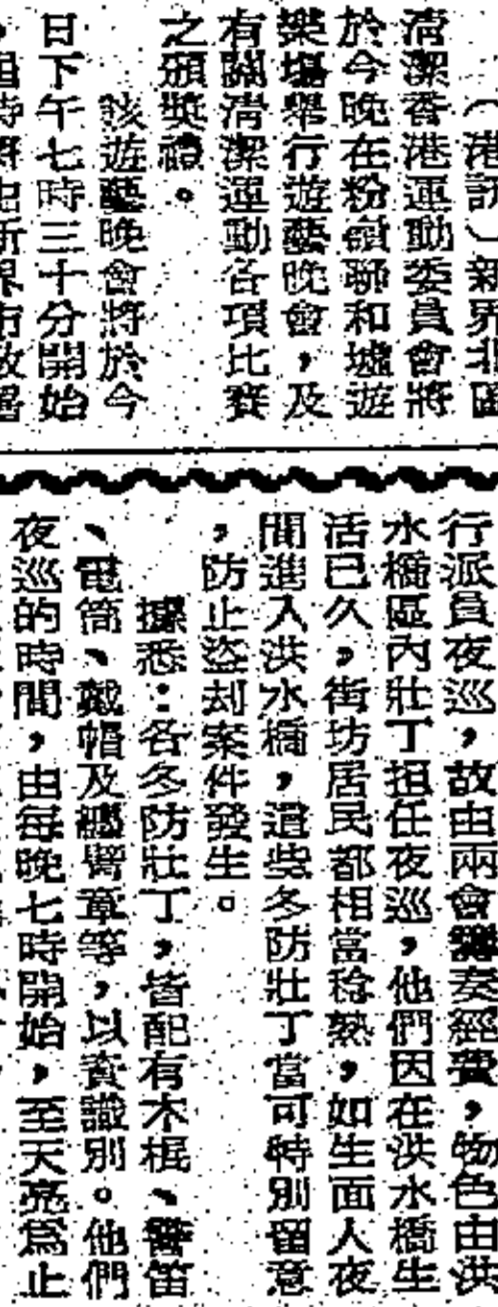 （港訊）新界北區
清潔香港運動委員會將
於今晚在粉嶺聯和墟遊
樂塲舉行遊藝晚會，及
有關清潔運動各項比賽
之頒獎禮。
該遊藝晚會將於今
日下午七時三十分開始
行派員夜巡，故由兩會籌奏經費，物色由洪
水橋區內壯丁担任夜巡，他們因在洪水橋生
活已久，街坊居民都相當稔熟，如生面人夜
間進入洪水橋，這些冬防壯丁當可特別留意
，防止盗刦案件發生。
據悉：各冬防壯丁，皆配有木棍、警笛
、電筒、戴帽及纒臂章等，以資識別。他們
夜巡的時間，由每晚七時開始，至天亮爲止